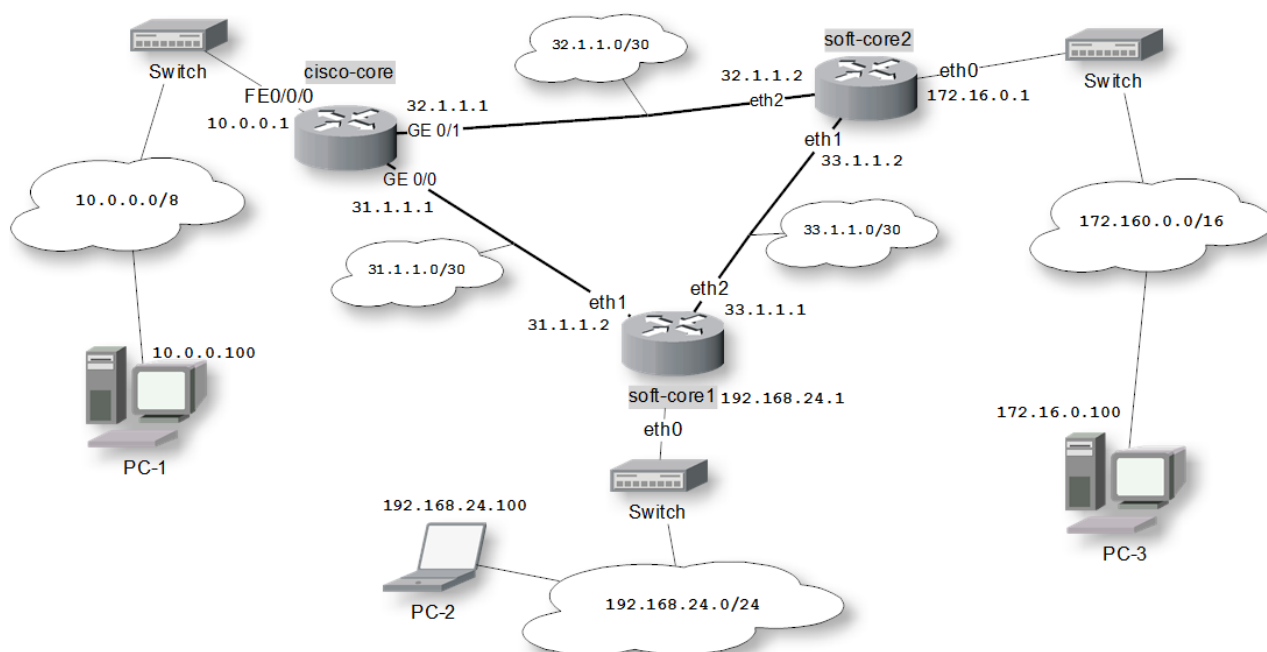 32.1.1.0/30
soft-core2
Switch
cisco-core
32.1.1.2
eth0
Switch
FE0/0/0
32.1.1.1
eth2
172.16.0.1
10.0.0.1
GE 0/1
eth1
33.1.1.2
GE 0/0
10.0.0.0/8
31.1.1.1
172.160.0.0/16
33.1.1.0/30
31.1.1.0/30
eth2
eth1
33.1.1.1
31.1.1.2
10.0.0.100
soft-core1
192.168.24.1
172.16.0.100
eth0
PC-1
192.168.24.100
Switch
PC-3
PC-2
192.168.24.0/24